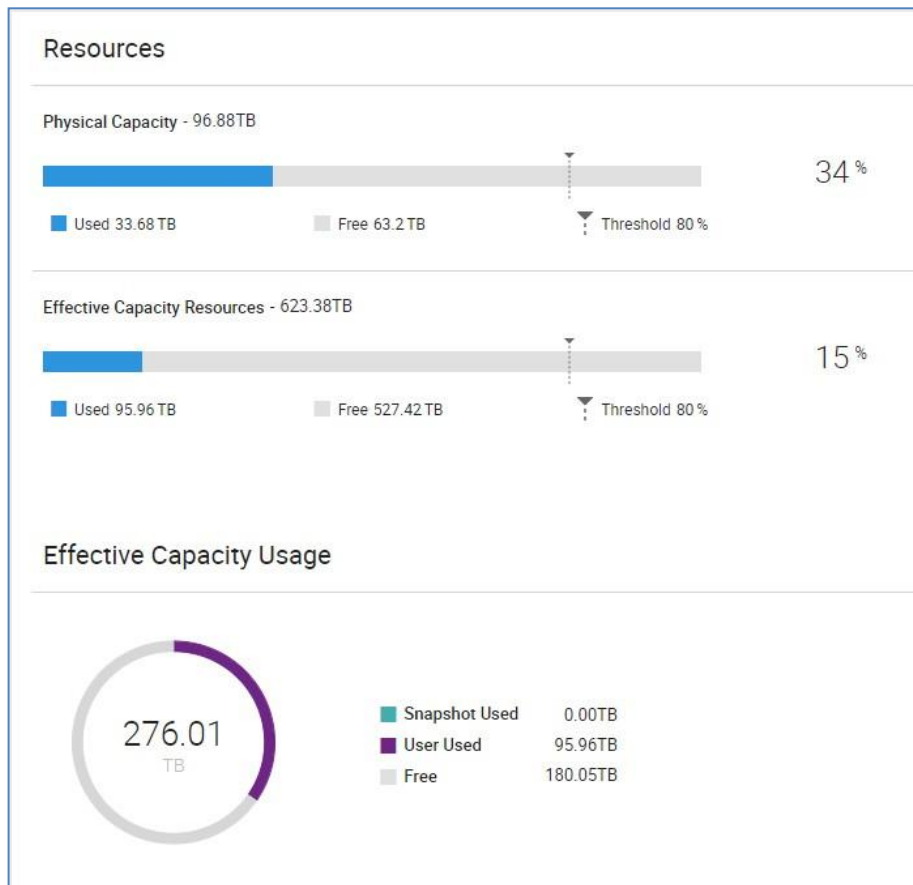 Resources
Physical Capacity - 96.88TB
34 %
Used 33.68 TB Free 63.2 TB Threshold 80 %
Effective Capacity Resources - 623.38TB
15 %
Used 95.96 TB Free 527.42 TB Threshold 80 %
Effective Capacity Usage
276.01
TB
Snapshot Used 0.00TB
User Used 95.96TB
Free 180.05TB